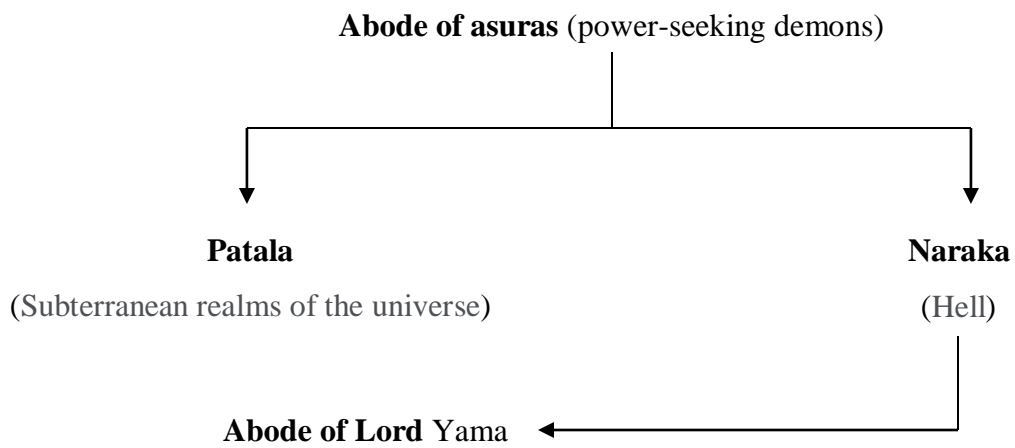 Abode of asuras (power-seeking demons)
Patala
Naraka
(Subterranean realms of the universe)
(Hell)
Abode of Lord Yama